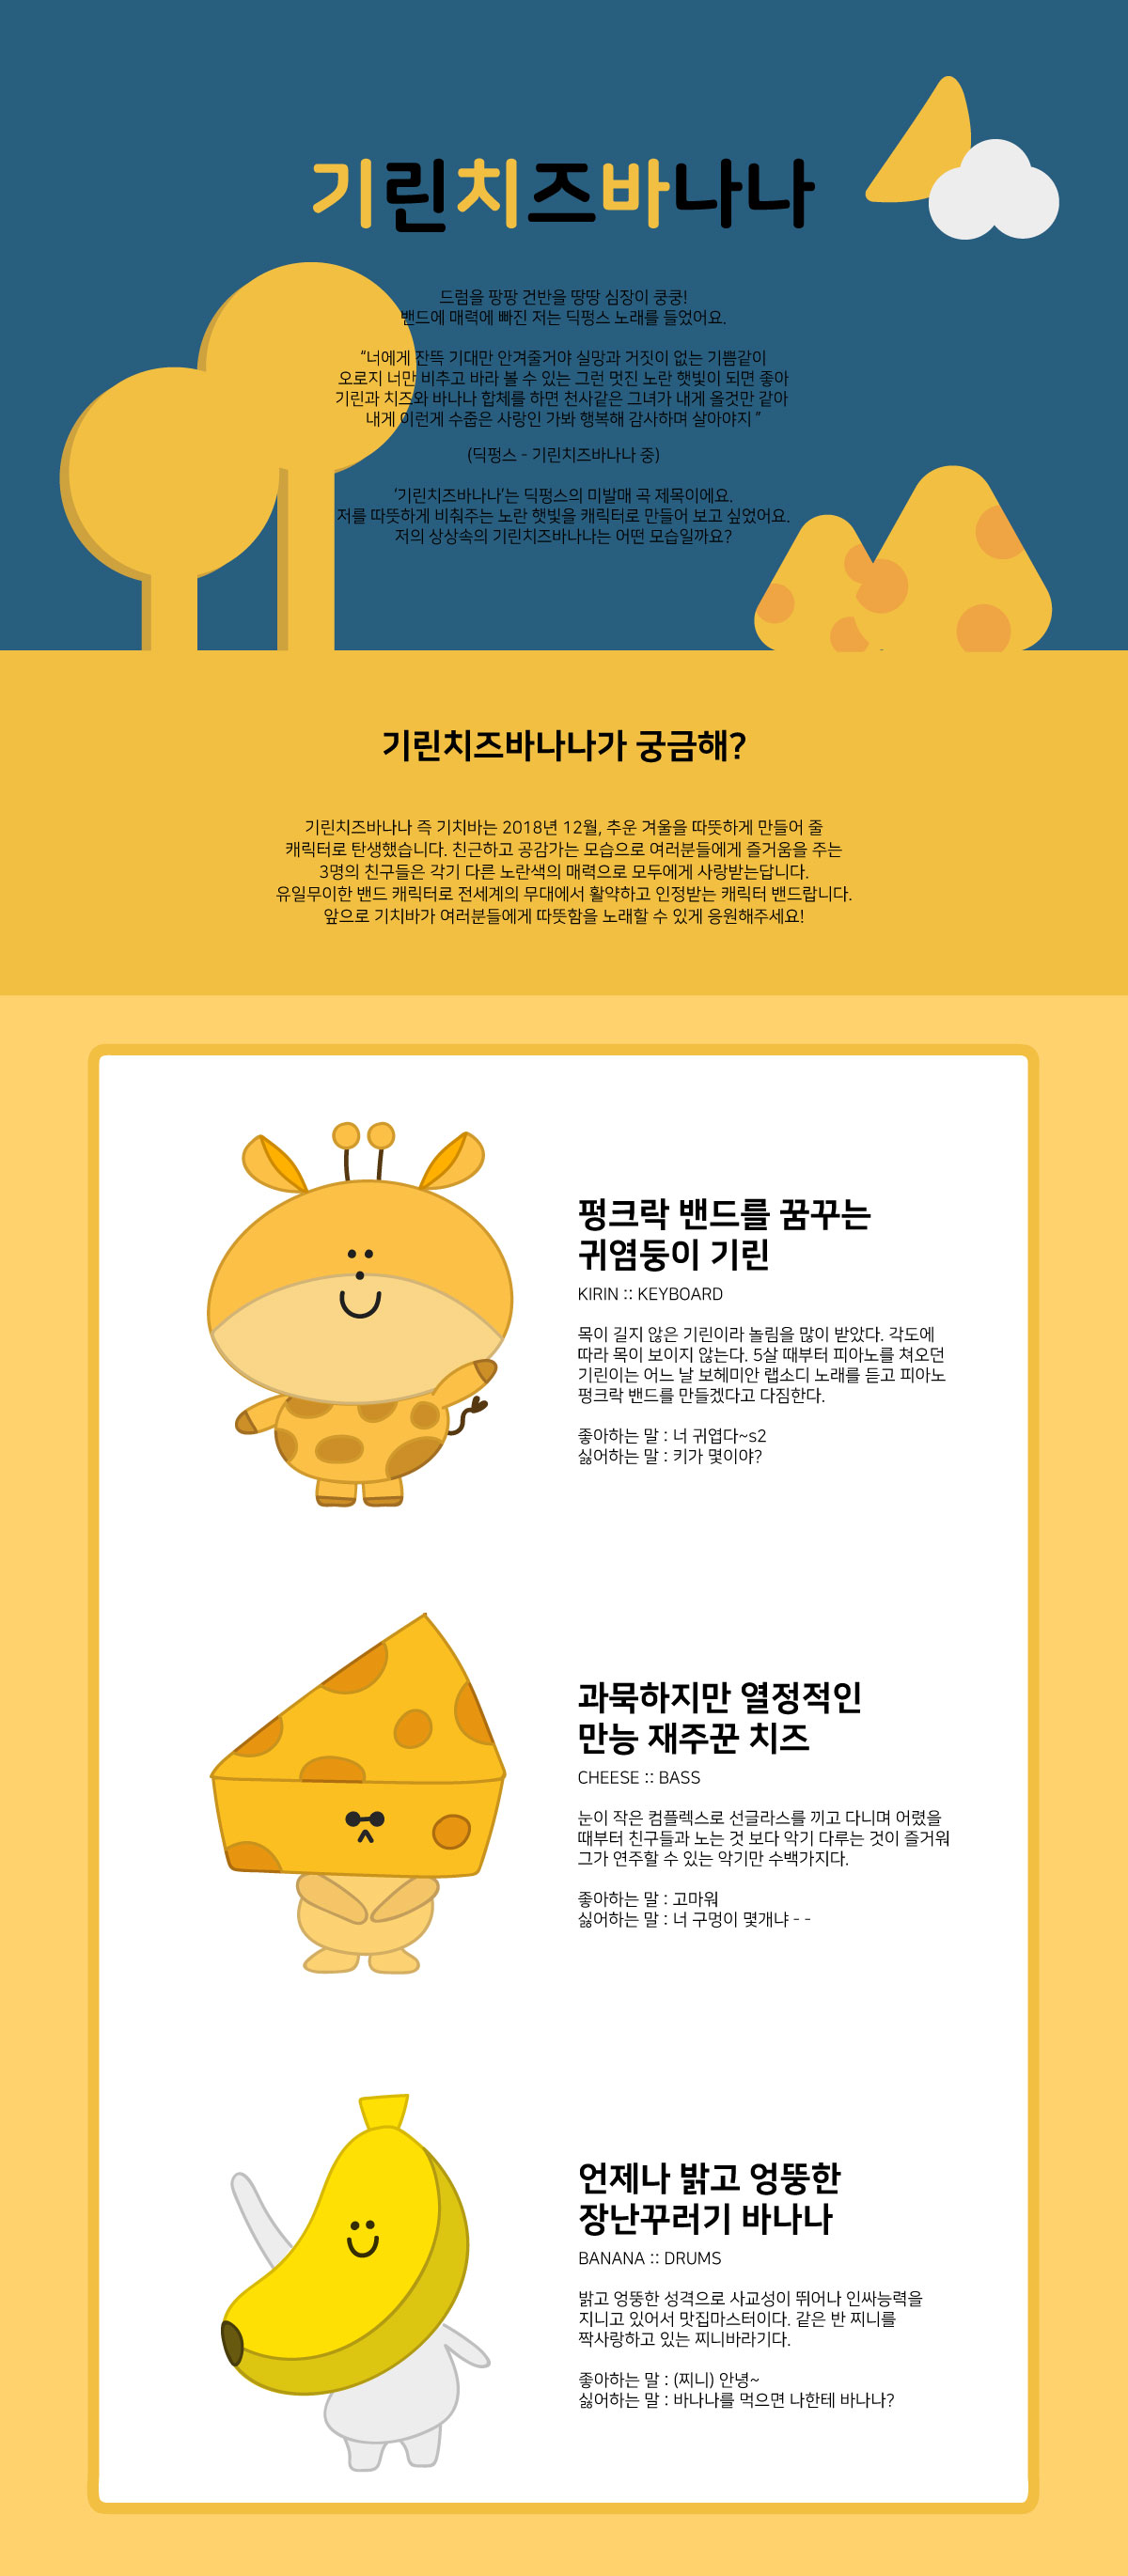 기린치즈바나나
드럼을 팡팡 건반을 땅땅 심장이 쿵쿵!
밴드에 매력에 빠진 저는 딕펑스 노래를 들었어요.
“너에게 잔뜩 기대만 안겨줄거야 실망과 거짓이 없는 기쁨같이
오로지 너만 비추고 바라 볼 수 있는 그런 멋진 노란 햇빛이 되면 좋아
기린과 치즈와 바나나 합체를 하면 천사같은 그녀가 내게 올것만 같아
내게 이런게 수줍은 사랑인 가봐 행복해 감사하며 살아야지 ”
(딕펑스 - 기린치즈바나나 중)
‘기린치즈바나나’는 딕펑스의 미발매 곡 제목이에요.
저를 따뜻하게 비춰주는 노란 햇빛을 캐릭터로 만들어 보고 싶었어요.
저의 상상속의 기린치즈바나나는 어떤 모습일까요?
기린치즈바나나가 궁금해?
기린치즈바나나 즉 기치바는 2018년 12월, 추운 겨울을 따뜻하게 만들어 줄
캐릭터로 탄생했습니다. 친근하고 공감가는 모습으로 여러분들에게 즐거움을 주는
3명의 친구들은 각기 다른 노란색의 매력으로 모두에게 사랑받는답니다.
유일무이한 밴드 캐릭터로 전세계의 무대에서 활약하고 인정받는 캐릭터 밴드랍니다.
앞으로 기치바가 여러분들에게 따뜻함을 노래할 수 있게 응원해주세요!
펑크락 밴드를 꿈꾸는
귀염둥이 기린
KIRIN :: KEYBOARD
목이 길지 않은 기린이라 놀림을 많이 받았다. 각도에
따라 목이 보이지 않는다. 5살 때부터 피아노를 쳐오던
기린이는 어느 날 보헤미안 랩소디 노래를 듣고 피아노
펑크락 밴드를 만들겠다고 다짐한다.
좋아하는 말 : 너 귀엽다~s2
싫어하는 말 : 키가 몇이야?
과묵하지만 열정적인
만능 재주꾼 치즈
CHEESE :: BASS
눈이 작은 컴플렉스로 선글라스를 끼고 다니며 어렸을
때부터 친구들과 노는 것 보다 악기 다루는 것이 즐거워
그가 연주할 수 있는 악기만 수백가지다.
좋아하는 말 : 고마워
싫어하는 말 : 너 구멍이 몇개냐 - -
언제나 밝고 엉뚱한
장난꾸러기 바나나
BANANA :: DRUMS
밝고 엉뚱한 성격으로 사교성이 뛰어나 인싸능력을
지니고 있어서 맛집마스터이다. 같은 반 찌니를
짝사랑하고 있는 찌니바라기다.
좋아하는 말 : (찌니) 안녕~
싫어하는 말 : 바나나를 먹으면 나한테 바나나?